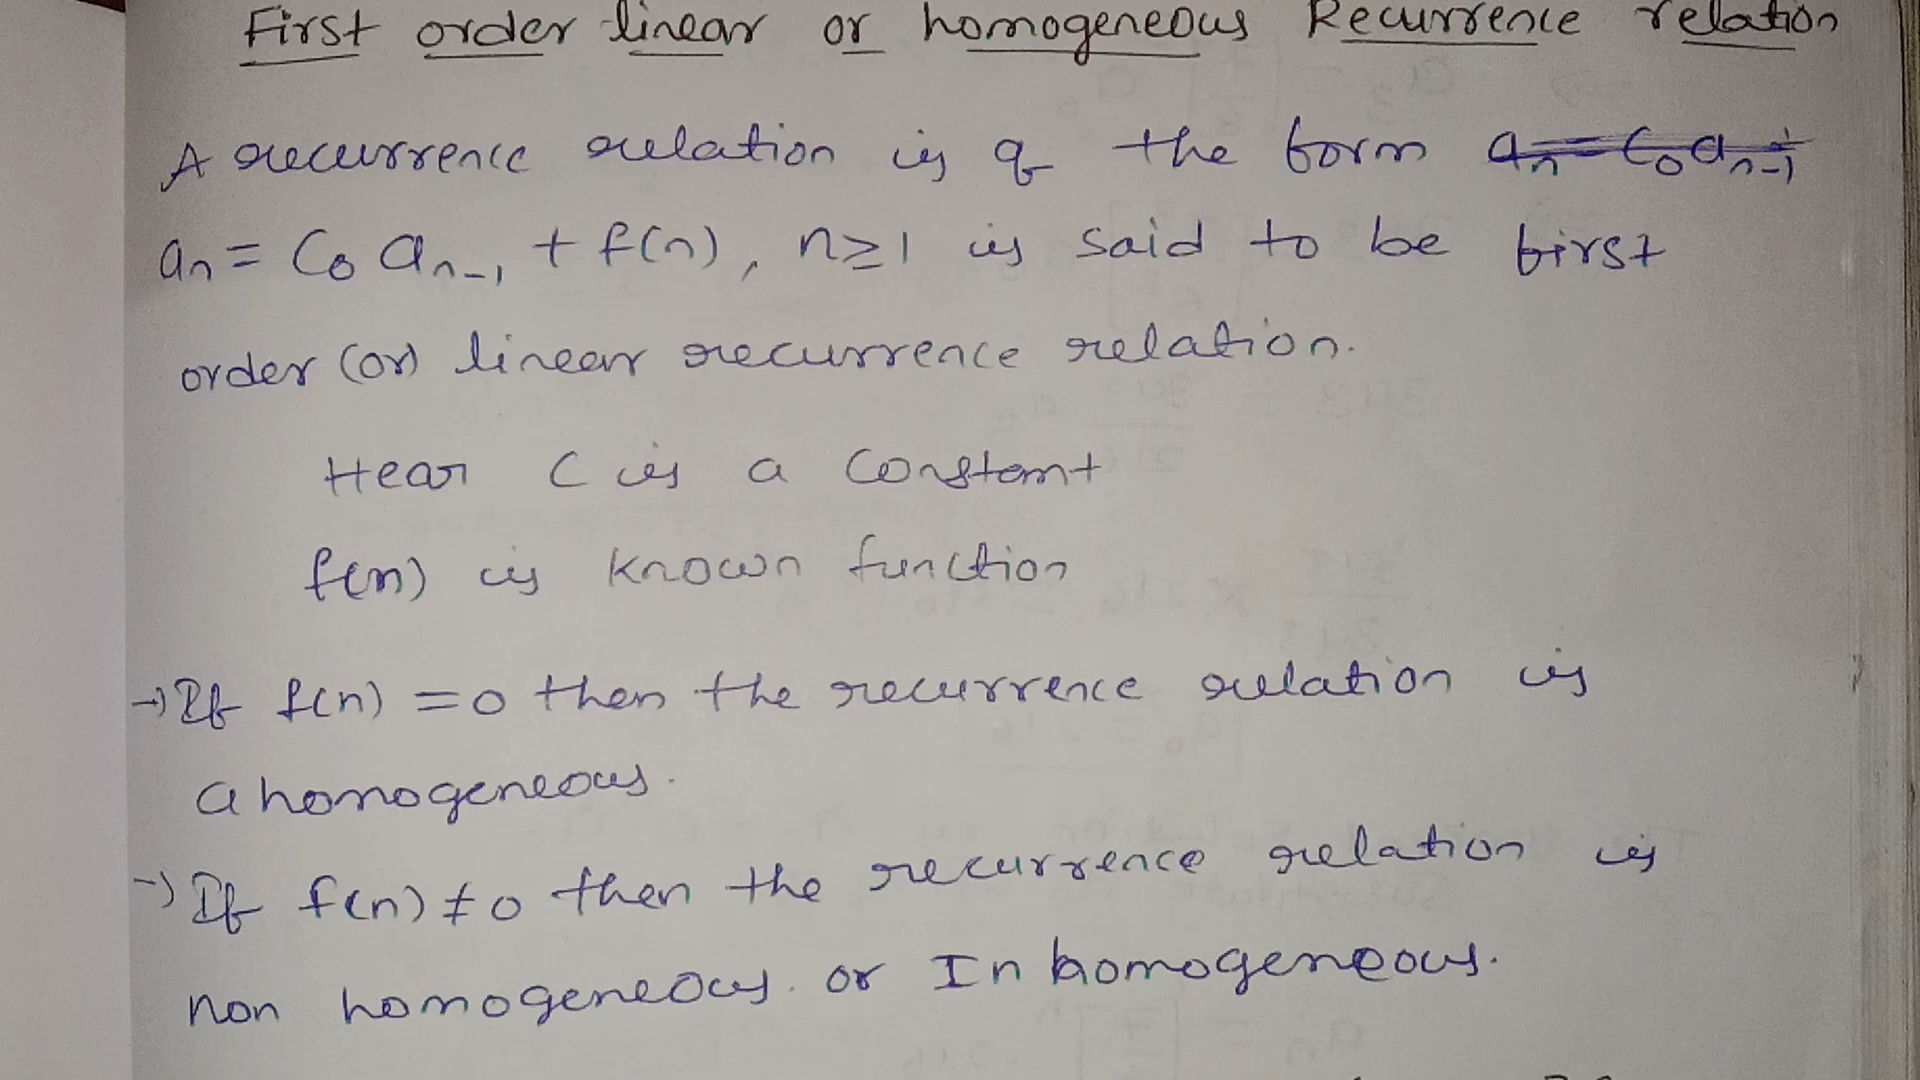 First order linear or homogeneous Recurrence relation
A recurrence relation is of the form a̶n̶ ̶=̶ ̶C̶0̶ ̶a̶n̶-̶1̶
an = C0 an-1 + f(n), n≥1 is said to be first
order (or) linear recurrence relation.
Hear C is a constant
f(n) is known function
→ If f(n) = 0 then the recurrence relation is
a homogeneous.
→ If f(n) ≠ 0 then the recurrence relation is
non homogeneous. or In homogeneous.